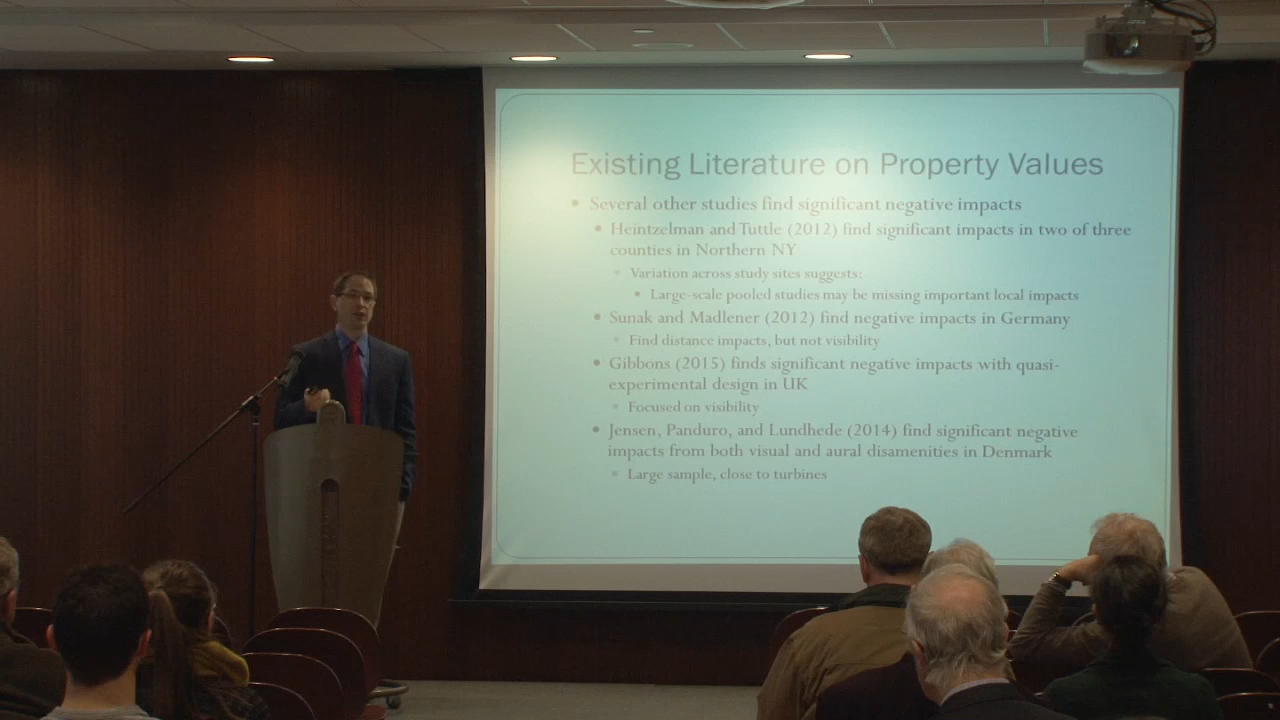 Existing Literature on Property Values
• Several other studies find significant negative impacts
• Heintzelman and Tuttle (2012) find significant impacts in two of three
counties in Northern NY
• Variation across study sites suggests:
• Large-scale pooled studies may be missing important local impacts
• Sunak and Madlener (2012) find negative impacts in Germany
• Find distance impacts, but not visibility
• Gibbons (2015) finds significant negative impacts with quasi-
experimental design in UK
• Focused on visibility
• Jensen, Panduro, and Lundhede (2014) find significant negative
impacts from both visual and aural disamenities in Denmark
• Large sample, close to turbines